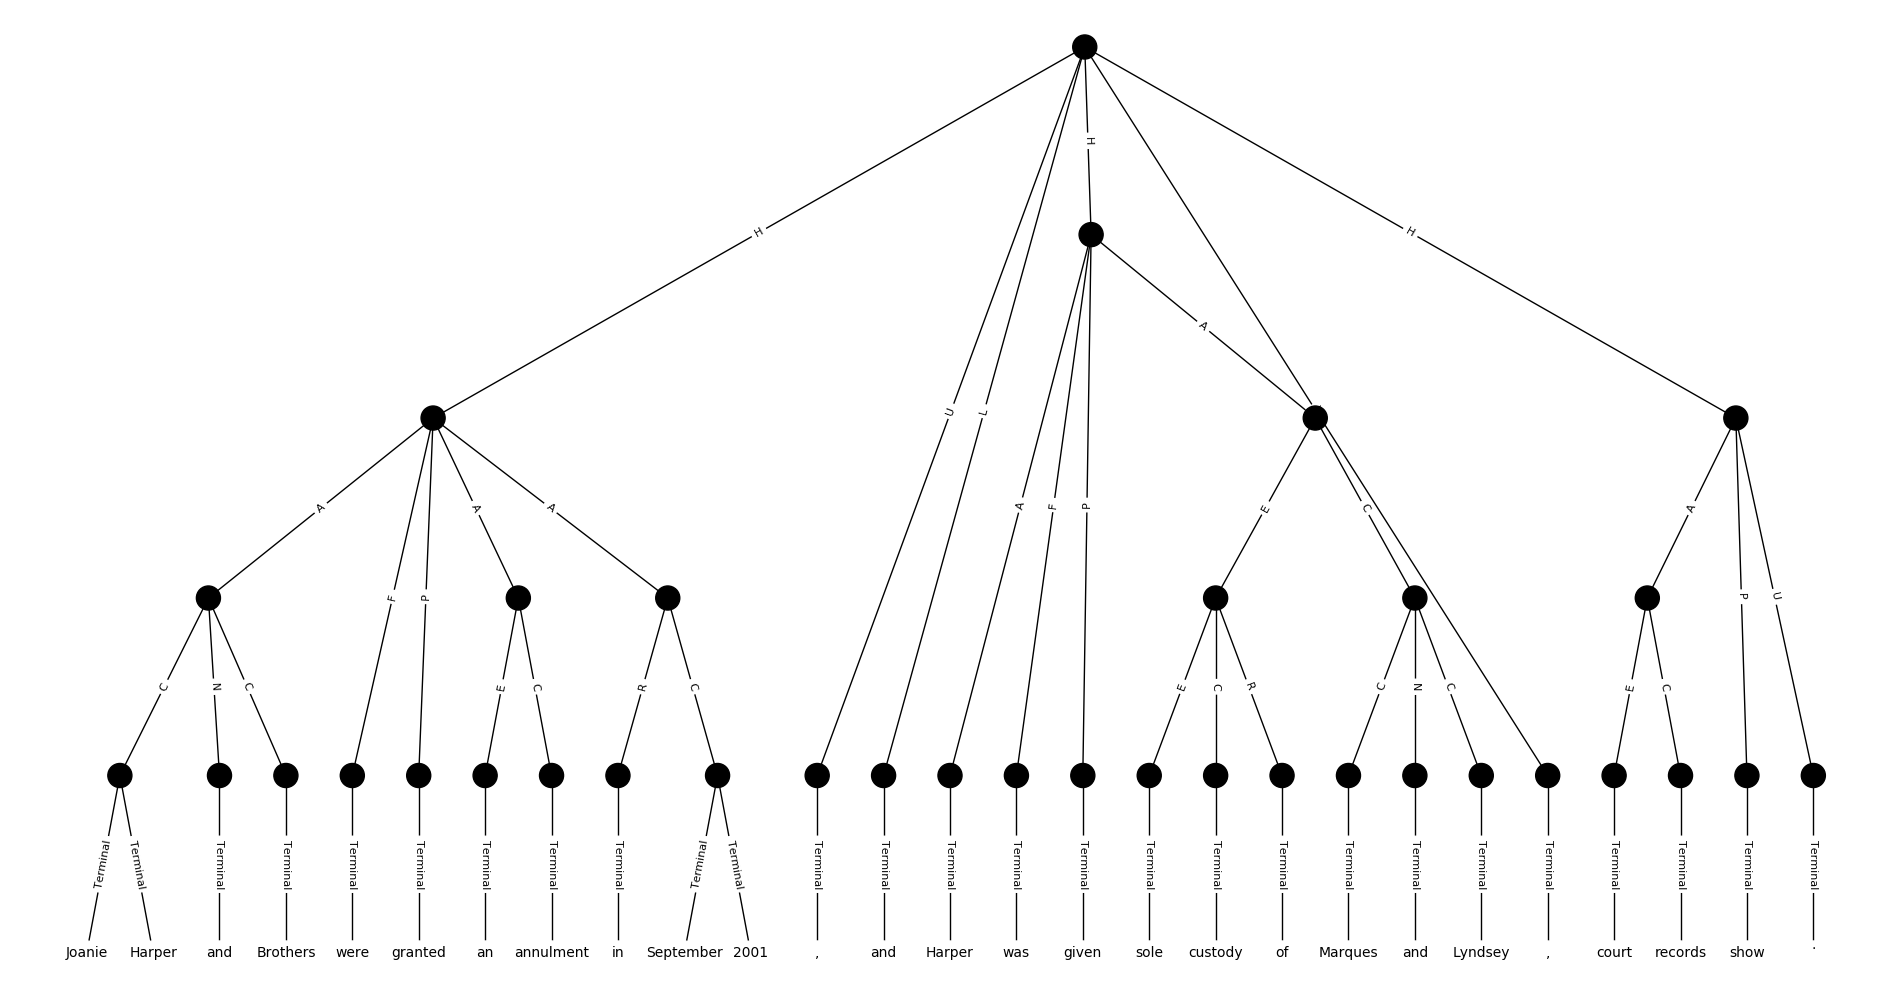 H
H
H
U
L
A
A
A
A
A
F
P
E
C
A
F
P
P
U
C
N
C
E
C
R
C
E
C
R
C
N
C
E
C
Terminal Terminal Terminal Terminal Terminal Terminal Terminal Terminal Terminal Terminal Terminal Terminal Terminal Terminal Terminal Terminal Terminal Terminal Terminal Terminal Terminal Terminal Terminal Terminal Terminal Terminal Terminal
Joanie Harper and Brothers were granted an annulment in September 2001 , and Harper was given sole custody of Marques and Lyndsey , court records show .